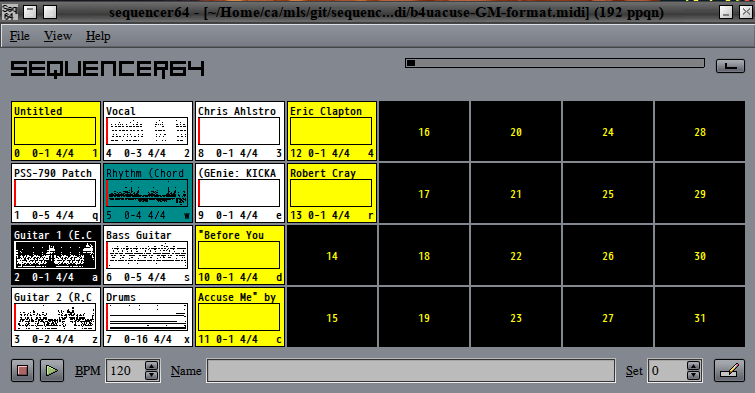 Seq 64
sequencer64 - [~/Home/ca/mls/git/sequenc...di/b4uacuse-GM-format.midi] (192 ppqn)
File View Help
SEQUENCER64
Untitled
0 0-1 4/4 1
Vocal
4 0-3 4/4 2
Chris Ahlstro
8 0-1 4/4 3
Eric Clapton
12 0-1 4/4 4
16
20
24
28
PSS-790 Patch
1 0-5 4/4 q
Rhythm (Chord
5 0-4 4/4 w
(GEnie: KICKA
9 0-1 4/4 e
Robert Cray
13 0-1 4/4 r
17
21
25
29
Guitar 1 (E.C
2 0-1 4/4 a
Bass Guitar
6 0-5 4/4 s
"Before You
10 0-1 4/4 d
14
18
22
26
30
Guitar 2 (R,C
3 0-2 4/4 z
Drums
7 0-16 4/4 x
Accuse Me" by
11 0-1 4/4 c
15
19
23
27
31
BPM 120 Name Set 0